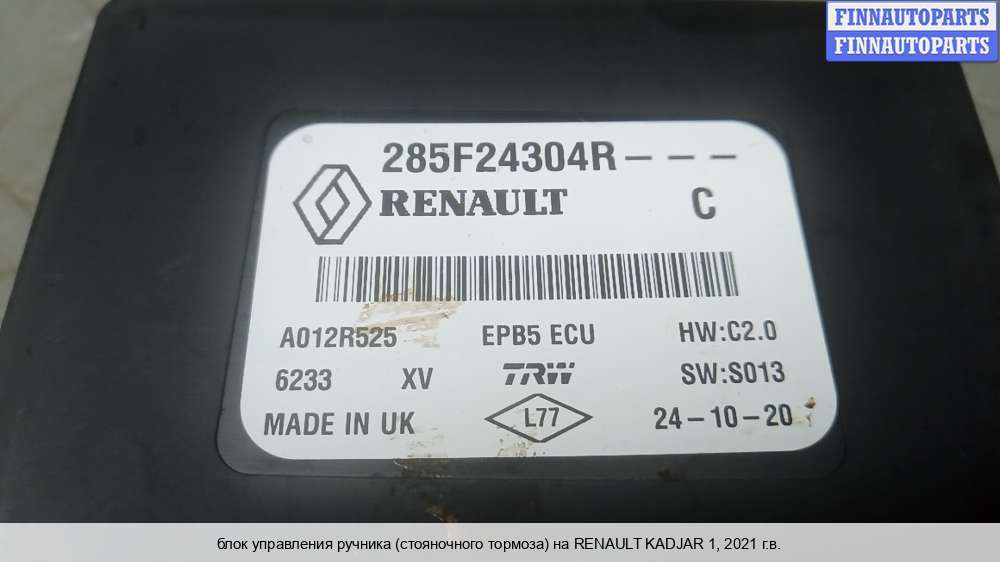 FINNAUTOPARTS
FINNAUTOPARTS
285F24304R---
RENAULT C
A012R525 EPB5 ECU HW:C2.0
6233 XV TRW SW:S013
MADE IN UK L77 24-10-20
блок управления ручника (стояночного тормоза) на RENAULT KADJAR 1, 2021 г.в.